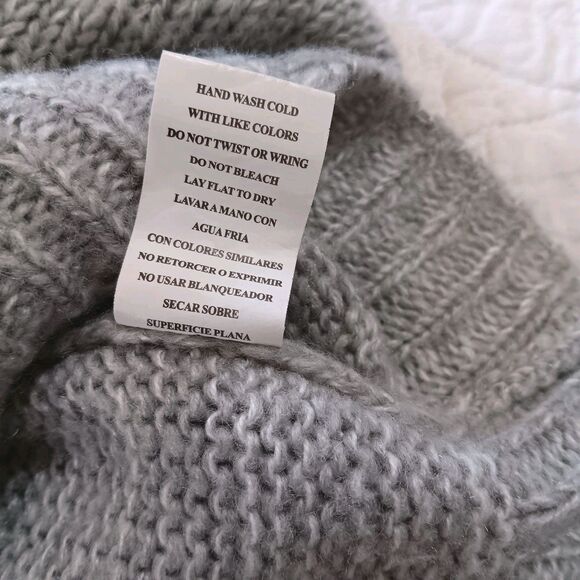 HAND WASH COLD
WITH LIKE COLORS
DO NOT TWIST OR WRING
DO NOT BLEACH
LAY FLAT TO DRY
LAVAR A MANO CON
AGUA FRIA
CON COLORES SIMILARES
NO RETORCER O EXPRIMIR
NO USAR BLANQUEADOR
SECAR SOBRE
SUPERFICIE PLANA